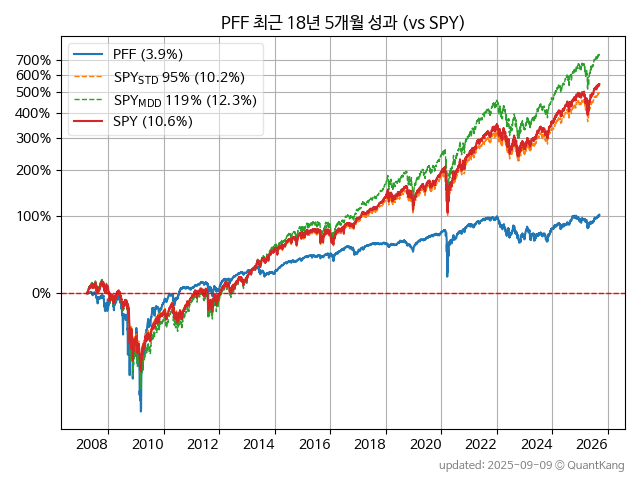 PFF 최근 18년 5개월 성과 (vs SPY)
PFF (3.9%)
SPY_STD 95% (10.2%)
SPY_MDD 119% (12.3%)
SPY (10.6%)
700%
600%
500%
400%
300%
200%
100%
0%
2008 2010 2012 2014 2016 2018 2020 2022 2024 2026
updated: 2025-09-09 © QuantKang